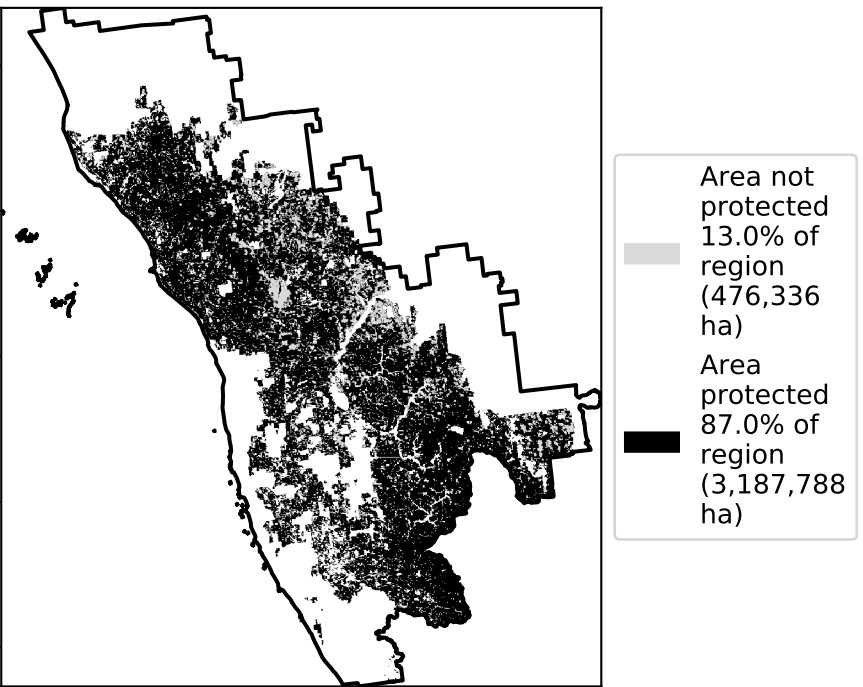 Area not
protected
13.0% of
region
(476,336
ha)
Area
protected
87.0% of
region
(3,187,788
ha)